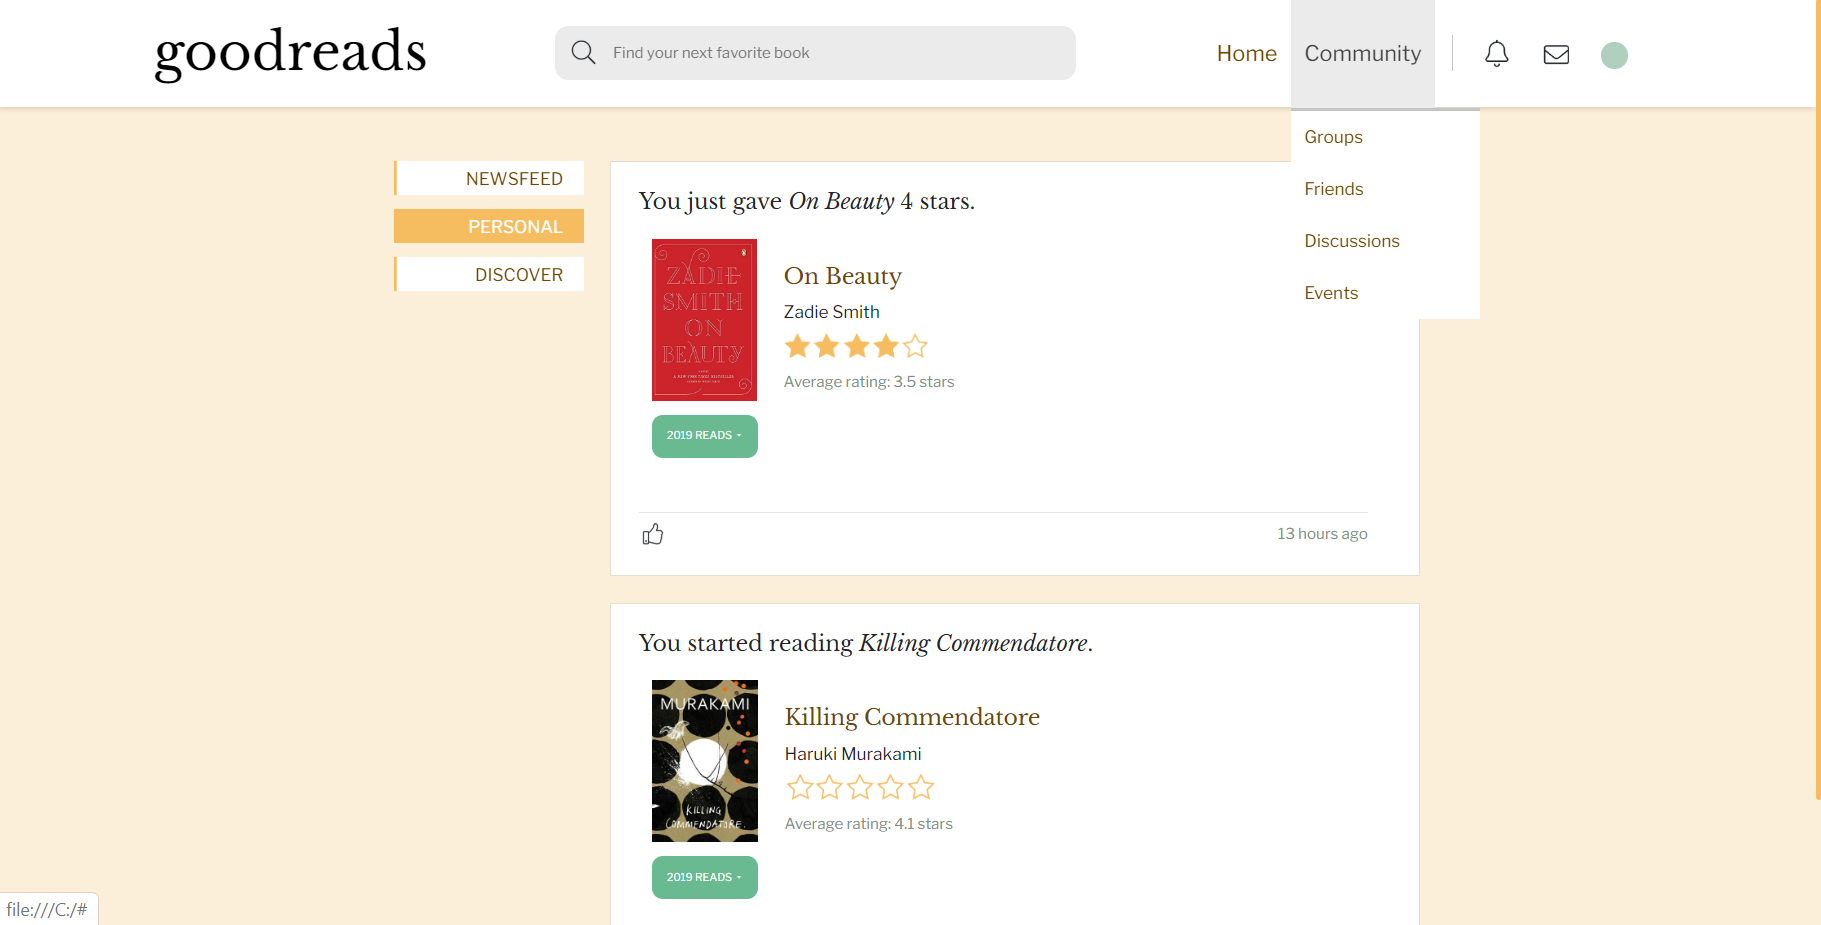 goodreads
Find your next favorite book
Home
Community
Groups
Friends
Discussions
Events
NEWSFEED
PERSONAL
DISCOVER
You just gave On Beauty 4 stars.
ZADIE
SMITH
ON
BEAUTY
On Beauty
Zadie Smith
Average rating: 3.5 stars
2019 READS
13 hours ago
You started reading Killing Commendatore.
MURAKAMI
KILLING
COMMENDATORE.
Killing Commendatore
Haruki Murakami
Average rating: 4.1 stars
2019 READS
file:///C:/#